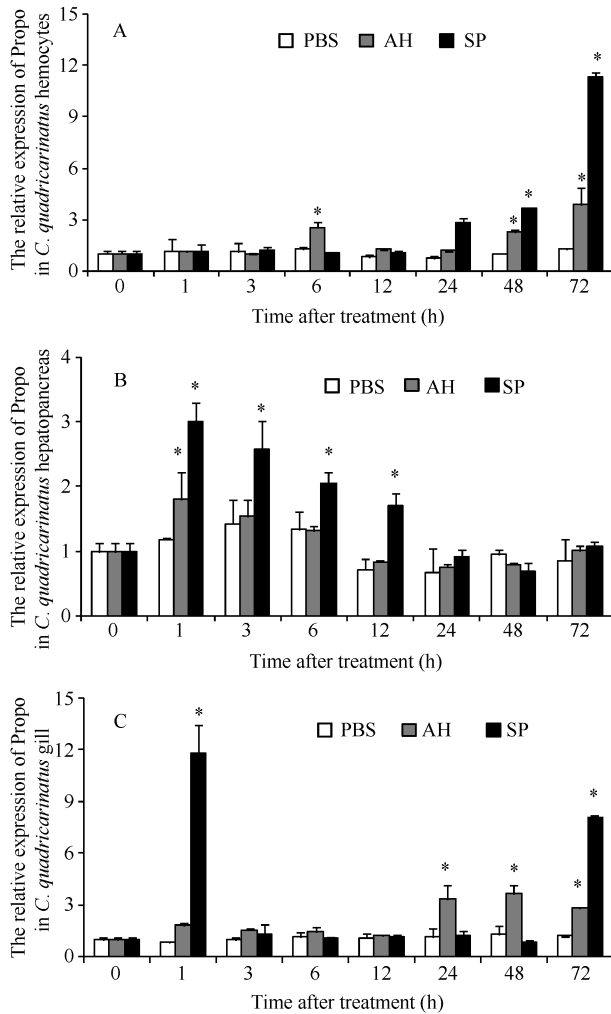 The relative expression of Propo
in C. quadricarinatus hemocytes
15
12
9
6
3
0
A
PBS
AH
SP
*
*
*
*
*
0 1 3 6 12 24 48 72
Time after treatment (h)
The relative expression of Propo
in C. quadricarinatus hepatopancreas
4
3
2
1
0
B
PBS
AH
SP
*
*
*
*
*
0 1 3 6 12 24 48 72
Time after treatment (h)
The relative expression of Propo
in C. quadricarinatus gill
15
12
9
6
3
0
C
PBS
AH
SP
*
*
*
*
*
0 1 3 6 12 24 48 72
Time after treatment (h)